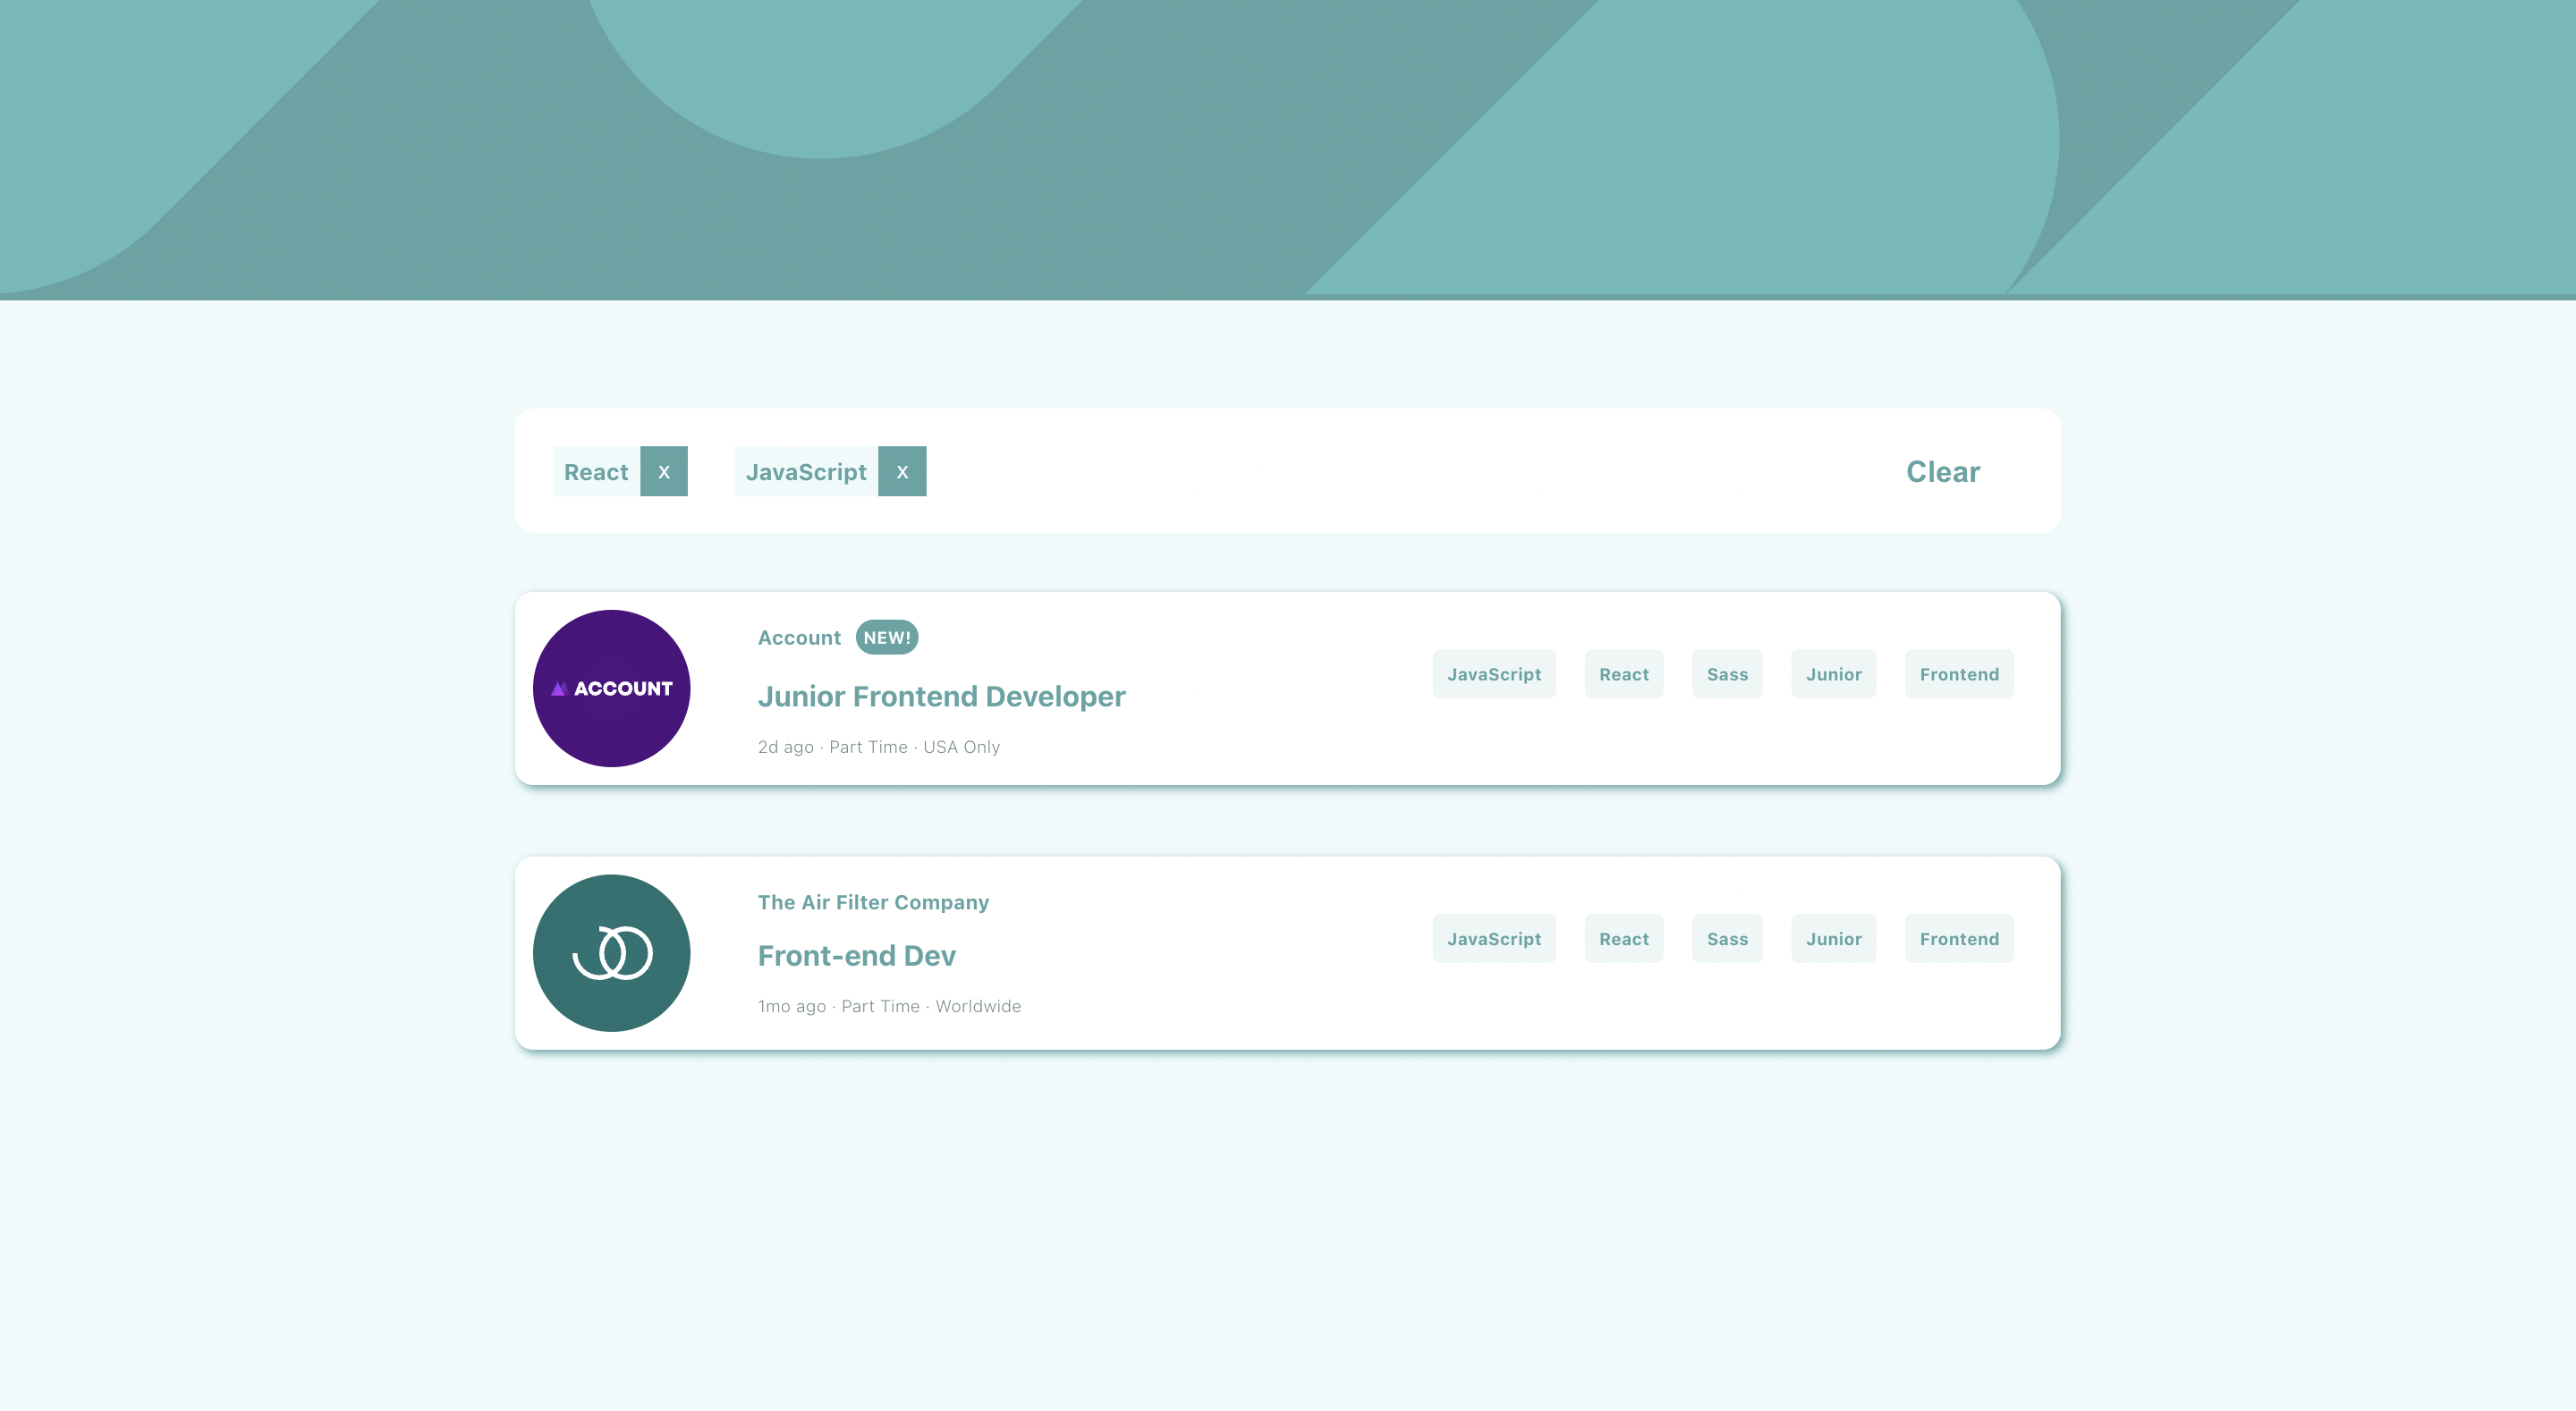 React X JavaScript X Clear
ACCOUNT
Account NEW!
Junior Frontend Developer
2d ago · Part Time · USA Only
JavaScript React Sass Junior Frontend
The Air Filter Company
Front-end Dev
1mo ago · Part Time · Worldwide
JavaScript React Sass Junior Frontend